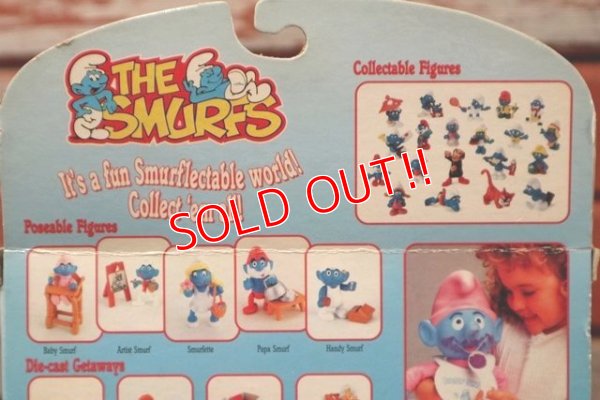 THE
SMURFS
Collectable Figures
It's a fun Smurflectable world!
Collect 'em all!
SOLD OUT!!
Poseable Figures
Baby Smurf
Artist Smurf
Smurfette
Papa Smurf
Handy Smurf
Die-cast Getaways